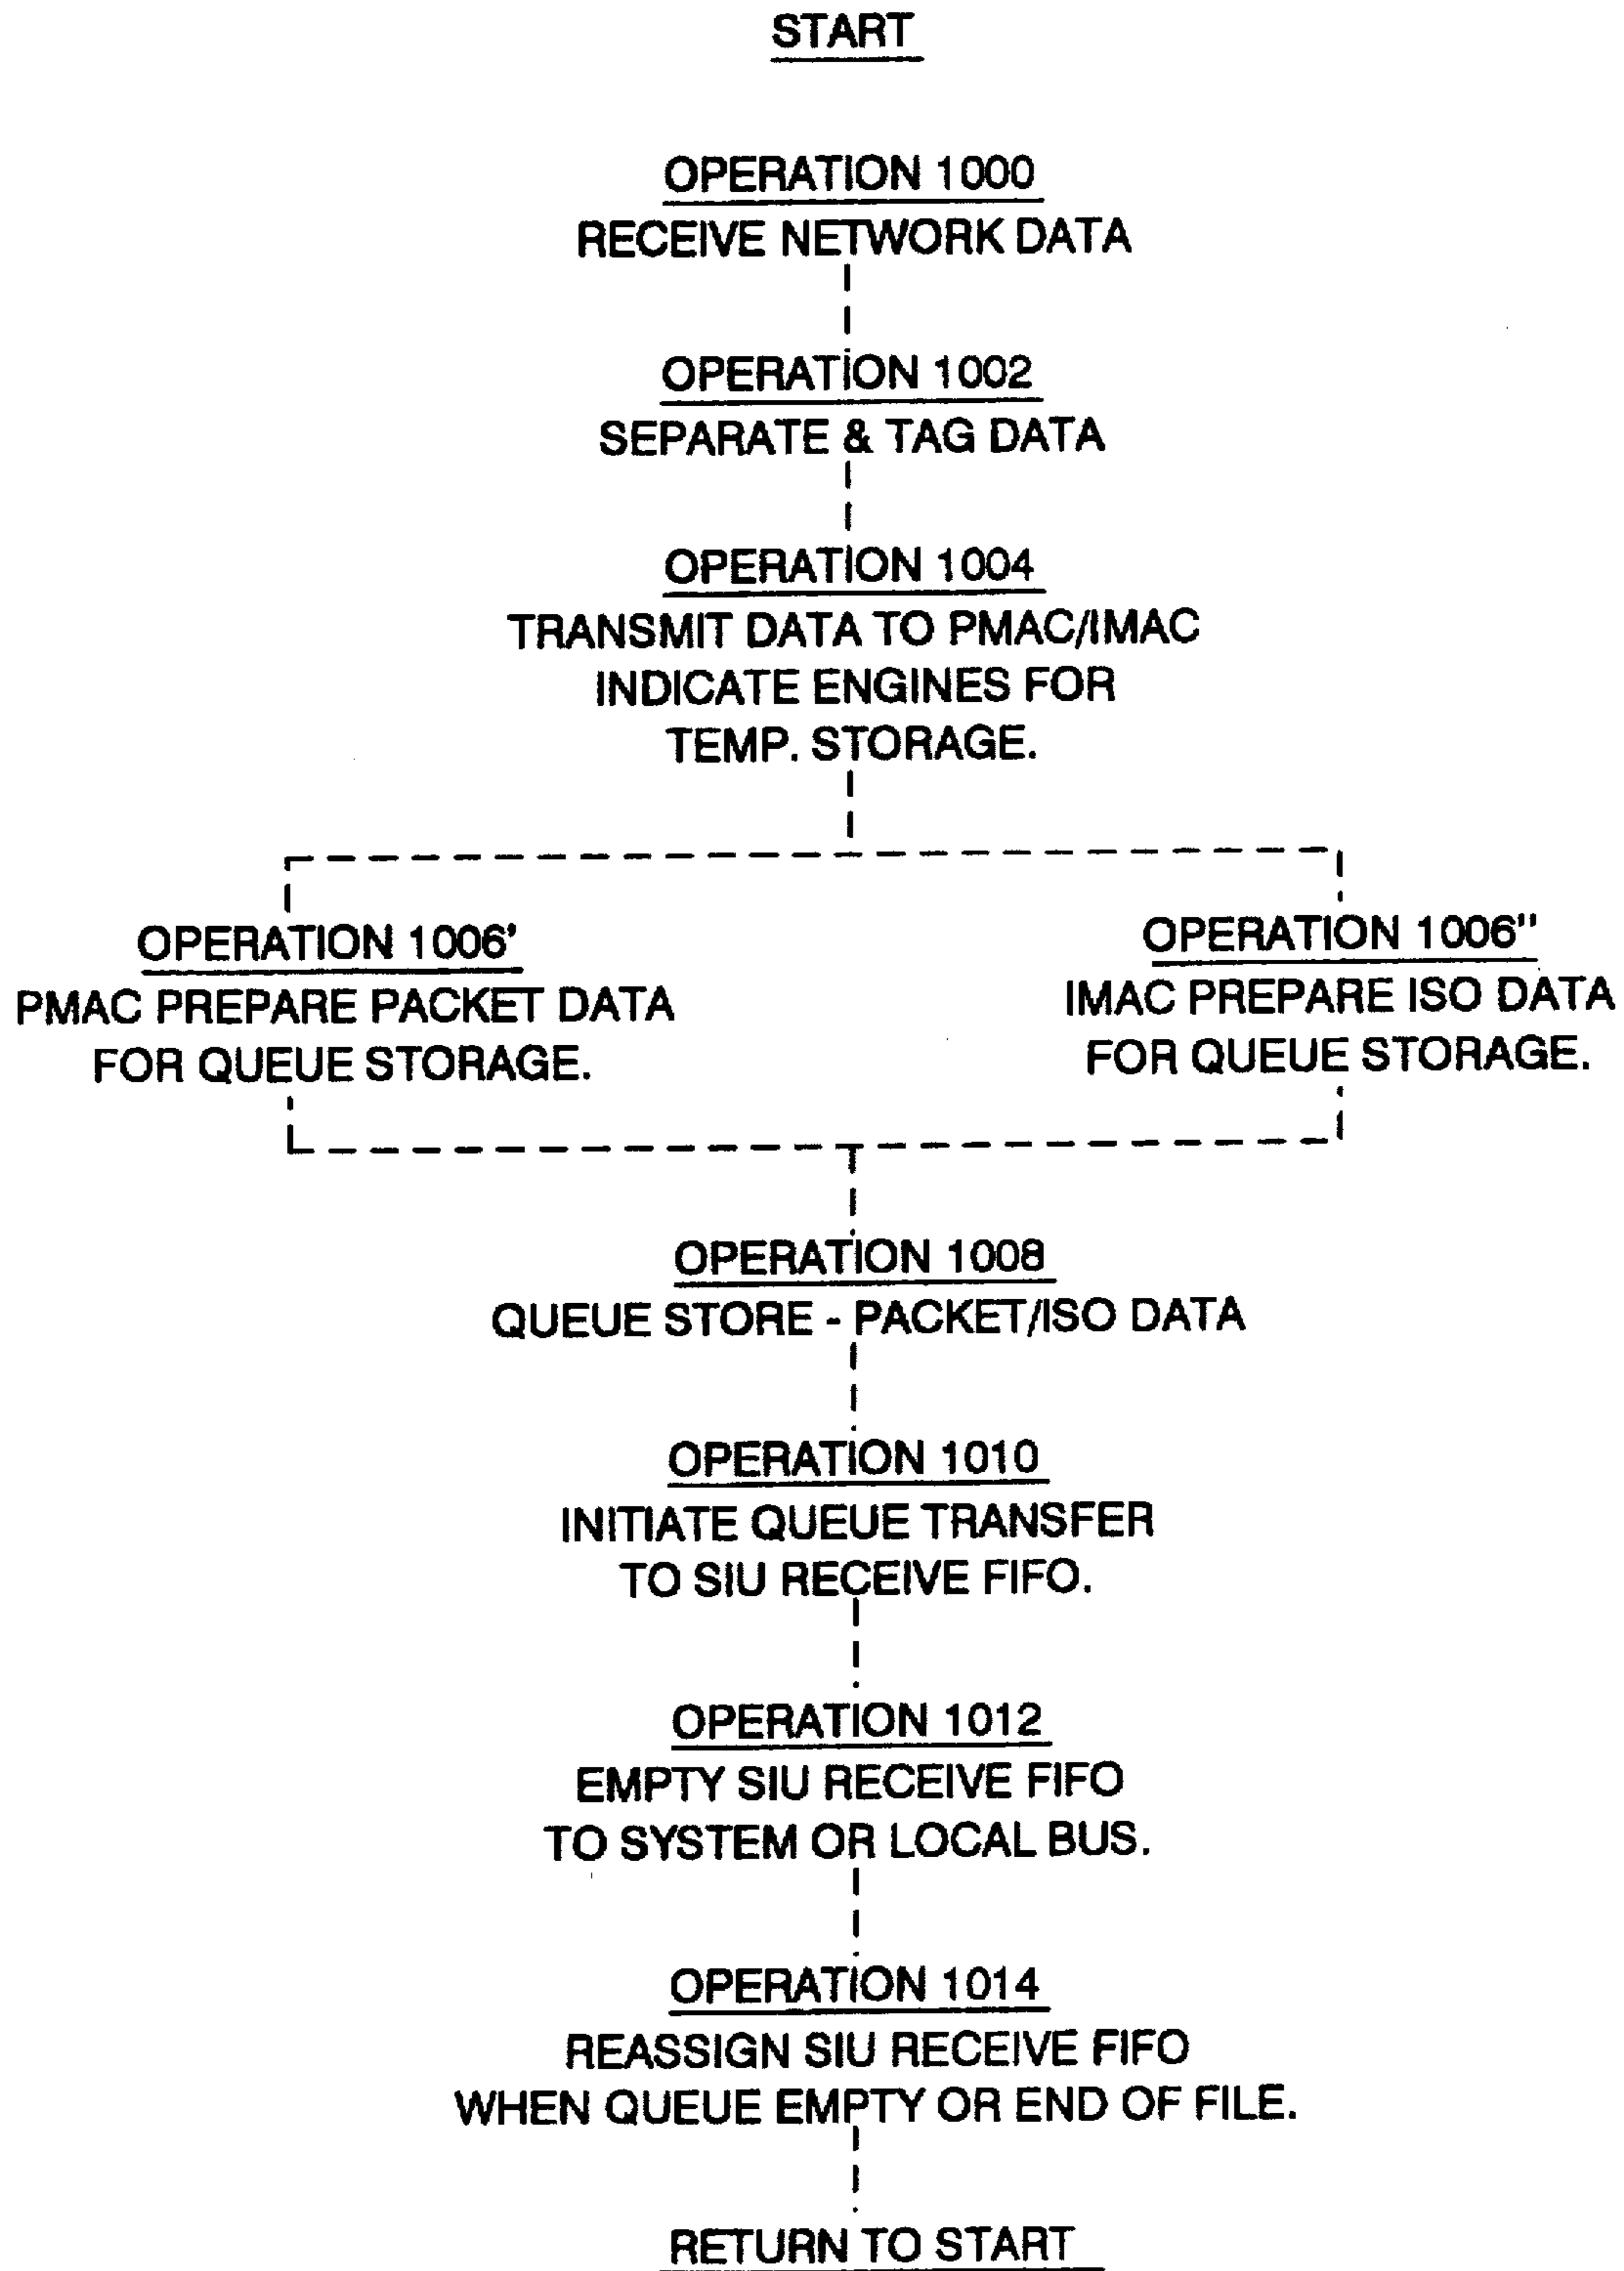 START
OPERATION 1000
RECEIVE NETWORK DATA
OPERATION 1002
SEPARATE & TAG DATA
OPERATION 1004
TRANSMIT DATA TO PMAC/IMAC
INDICATE ENGINES FOR
TEMP. STORAGE.
OPERATION 1006'
PMAC PREPARE PACKET DATA
FOR QUEUE STORAGE.
OPERATION 1006"
IMAC PREPARE ISO DATA
FOR QUEUE STORAGE.
OPERATION 1008
QUEUE STORE - PACKET/ISO DATA
OPERATION 1010
INITIATE QUEUE TRANSFER
TO SIU RECEIVE FIFO.
OPERATION 1012
EMPTY SIU RECEIVE FIFO
TO SYSTEM OR LOCAL BUS.
OPERATION 1014
REASSIGN SIU RECEIVE FIFO
WHEN QUEUE EMPTY OR END OF FILE.
RETURN TO START